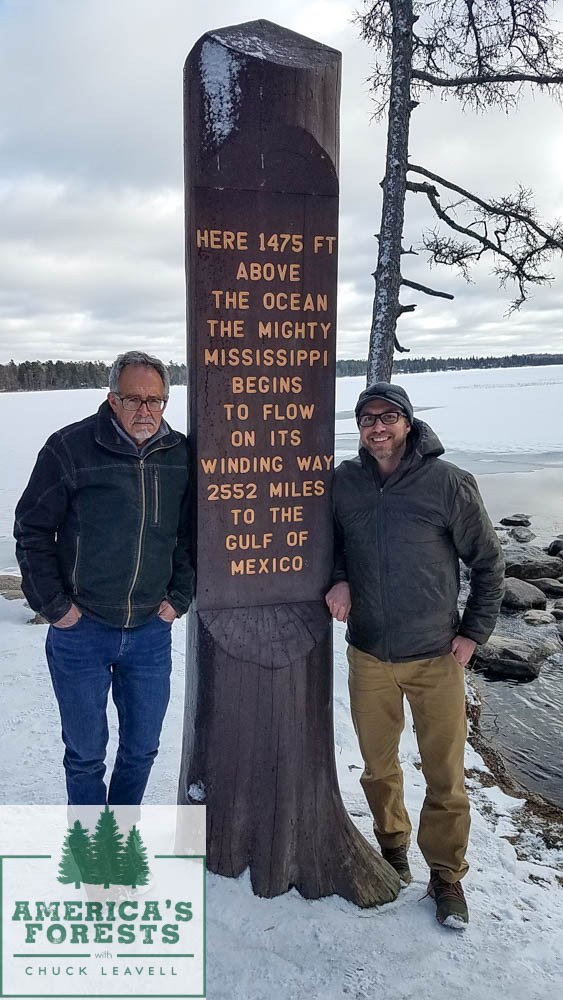 HERE 1475 FT
ABOVE
THE OCEAN
THE MIGHTY
MISSISSIPPI
BEGINS
TO FLOW
ON ITS
WINDING WAY
2552 MILES
TO THE
GULF OF
MEXICO
AMERICA'S
FORESTS
with
CHUCK LEAVELL